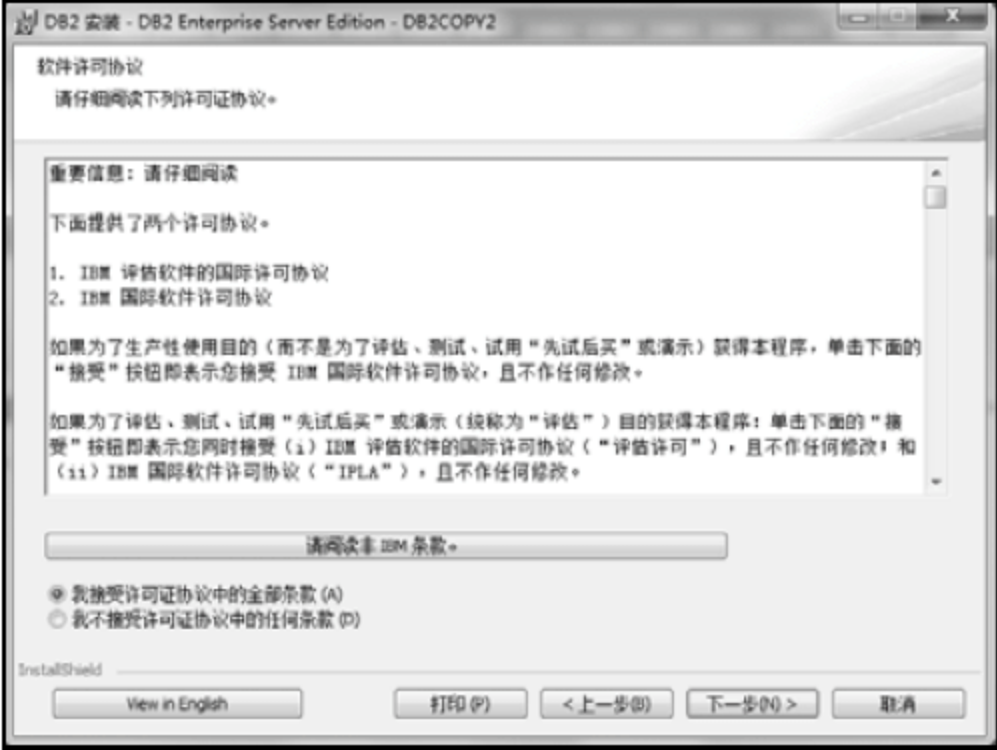 DB2 安装 - DB2 Enterprise Server Edition - DB2COPY2
软件许可协议
请仔细阅读下列许可证协议。
重要信息：请仔细阅读
下面提供了两个许可协议。
1. IBM 评估软件的国际许可协议
2. IBM 国际软件许可协议
如果为了生产性使用目的（而不是为了评估、测试、试用“先试后买”或演示）获得本程序，单击下面的
“接受”按钮即表示您接受 IBM 国际软件许可协议，且不作任何修改。
如果为了评估、测试、试用“先试后买”或演示（统称为“评估”）目的获得本程序：单击下面的“接
受”按钮即表示您同时接受（i）IBM 评估软件的国际许可协议（“评估许可”），且不作任何修改；和
（ii）IBM 国际软件许可协议（“IPLA”），且不作任何修改。
请阅读非 IBM 条款。
我接受许可证协议中的全部条款 (A)
我不接受许可证协议中的任何条款 (D)
InstallShield
View in English
打印 (P)
< 上一步(B)
下一步(N) >
取消